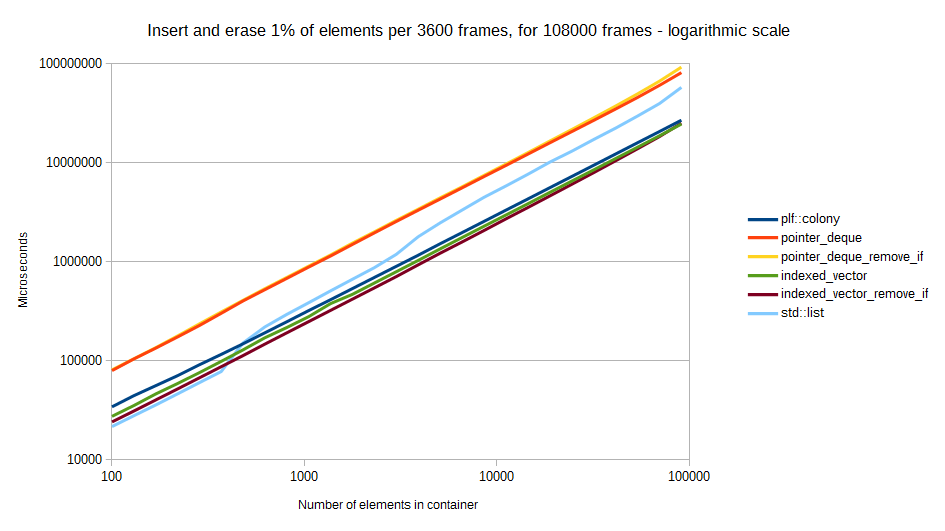 Insert and erase 1% of elements per 3600 frames, for 108000 frames - logarithmic scale
100000000
10000000
1000000
100000
10000
100
1000
10000
100000
Microseconds
Number of elements in container
plf::colony
pointer_deque
pointer_deque_remove_if
indexed_vector
indexed_vector_remove_if
std::list